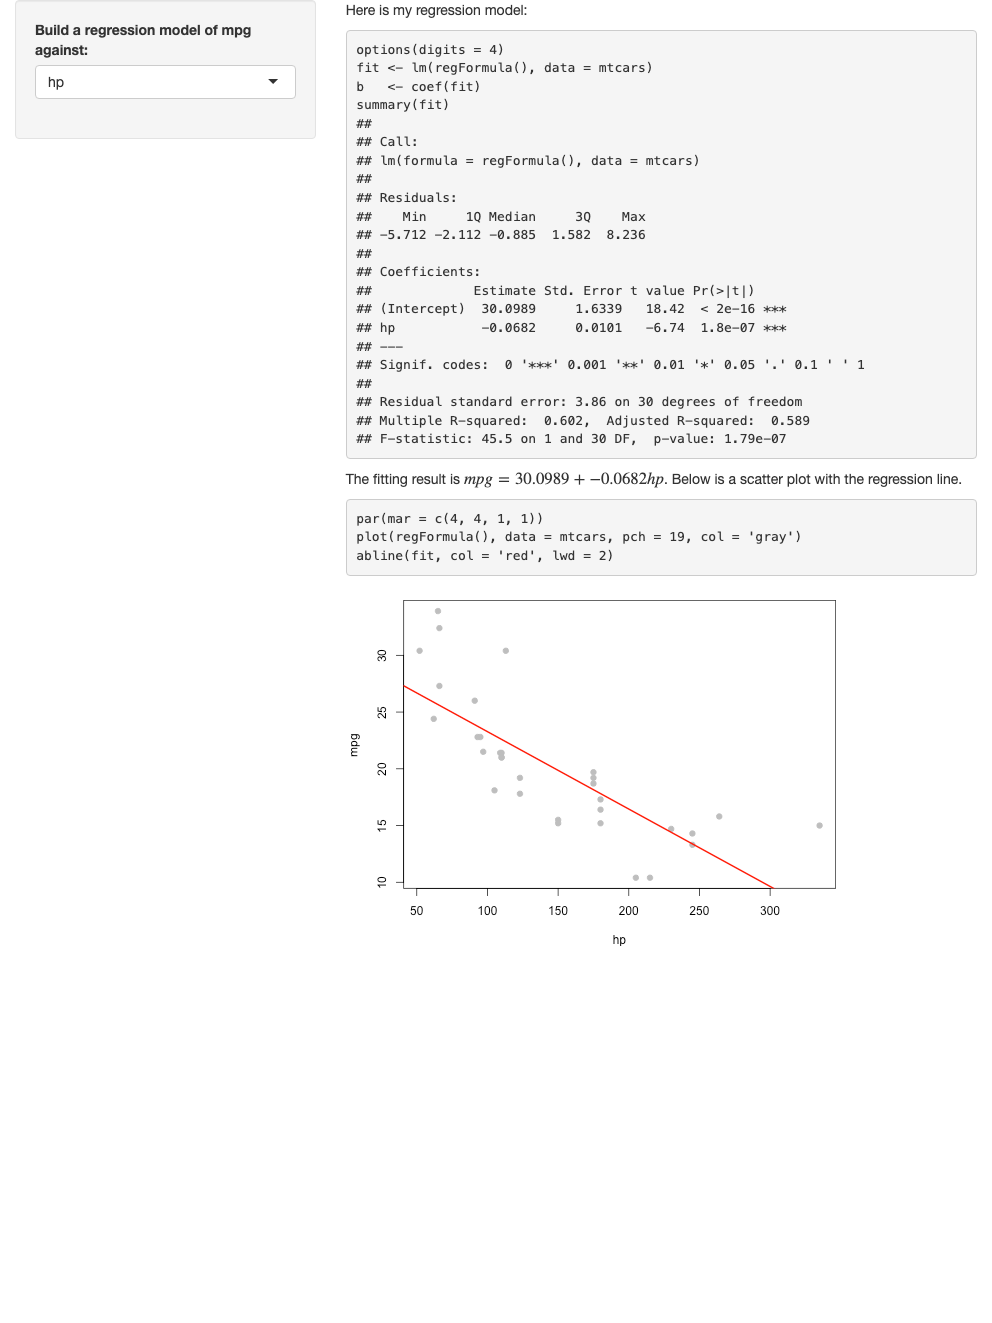 Build a regression model of mpg
against:
hp
Here is my regression model:
options(digits = 4)
fit <- lm(regFormula(), data = mtcars)
b   <- coef(fit)
summary(fit)
##
## Call:
## lm(formula = regFormula(), data = mtcars)
##
## Residuals:
##    Min     1Q Median     3Q    Max
## -5.712 -2.112 -0.885  1.582  8.236
##
## Coefficients:
##             Estimate Std. Error t value Pr(>|t|)
## (Intercept)  30.0989     1.6339   18.42  < 2e-16 ***
## hp           -0.0682     0.0101   -6.74  1.8e-07 ***
## ---
## Signif. codes:  0 '***' 0.001 '**' 0.01 '*' 0.05 '.' 0.1 ' ' 1
##
## Residual standard error: 3.86 on 30 degrees of freedom
## Multiple R-squared:  0.602,  Adjusted R-squared:  0.589
## F-statistic: 45.5 on 1 and 30 DF,  p-value: 1.79e-07
The fitting result is mpg = 30.0989 + −0.0682hp. Below is a scatter plot with the regression line.
par(mar = c(4, 4, 1, 1))
plot(regFormula(), data = mtcars, pch = 19, col = 'gray')
abline(fit, col = 'red', lwd = 2)
30
25
20
15
10
mpg
50 100 150 200 250 300
hp